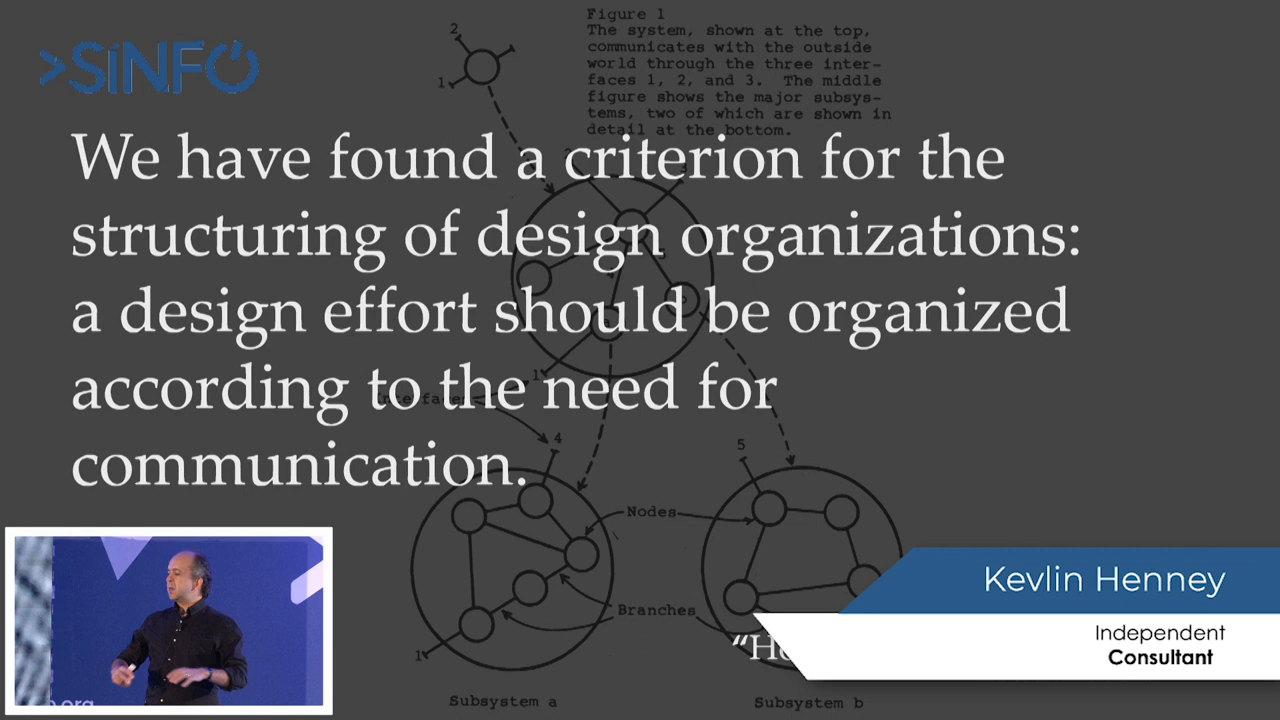 >SINFO
2
1
Figure 1
The system, shown at the top,
communicates with the outside
world through the three inter-
faces 1, 2, and 3. The middle
figure shows the major subsys-
tems, two of which are shown in
detail at the bottom.
We have found a criterion for the
structuring of design organizations:
a design effort should be organized
according to the need for
communication.
1
Interfaces
4
5
Nodes
Branches
1
Subsystem a
Subsystem b
“H
Kevlin Henney
Independent
Consultant
.org